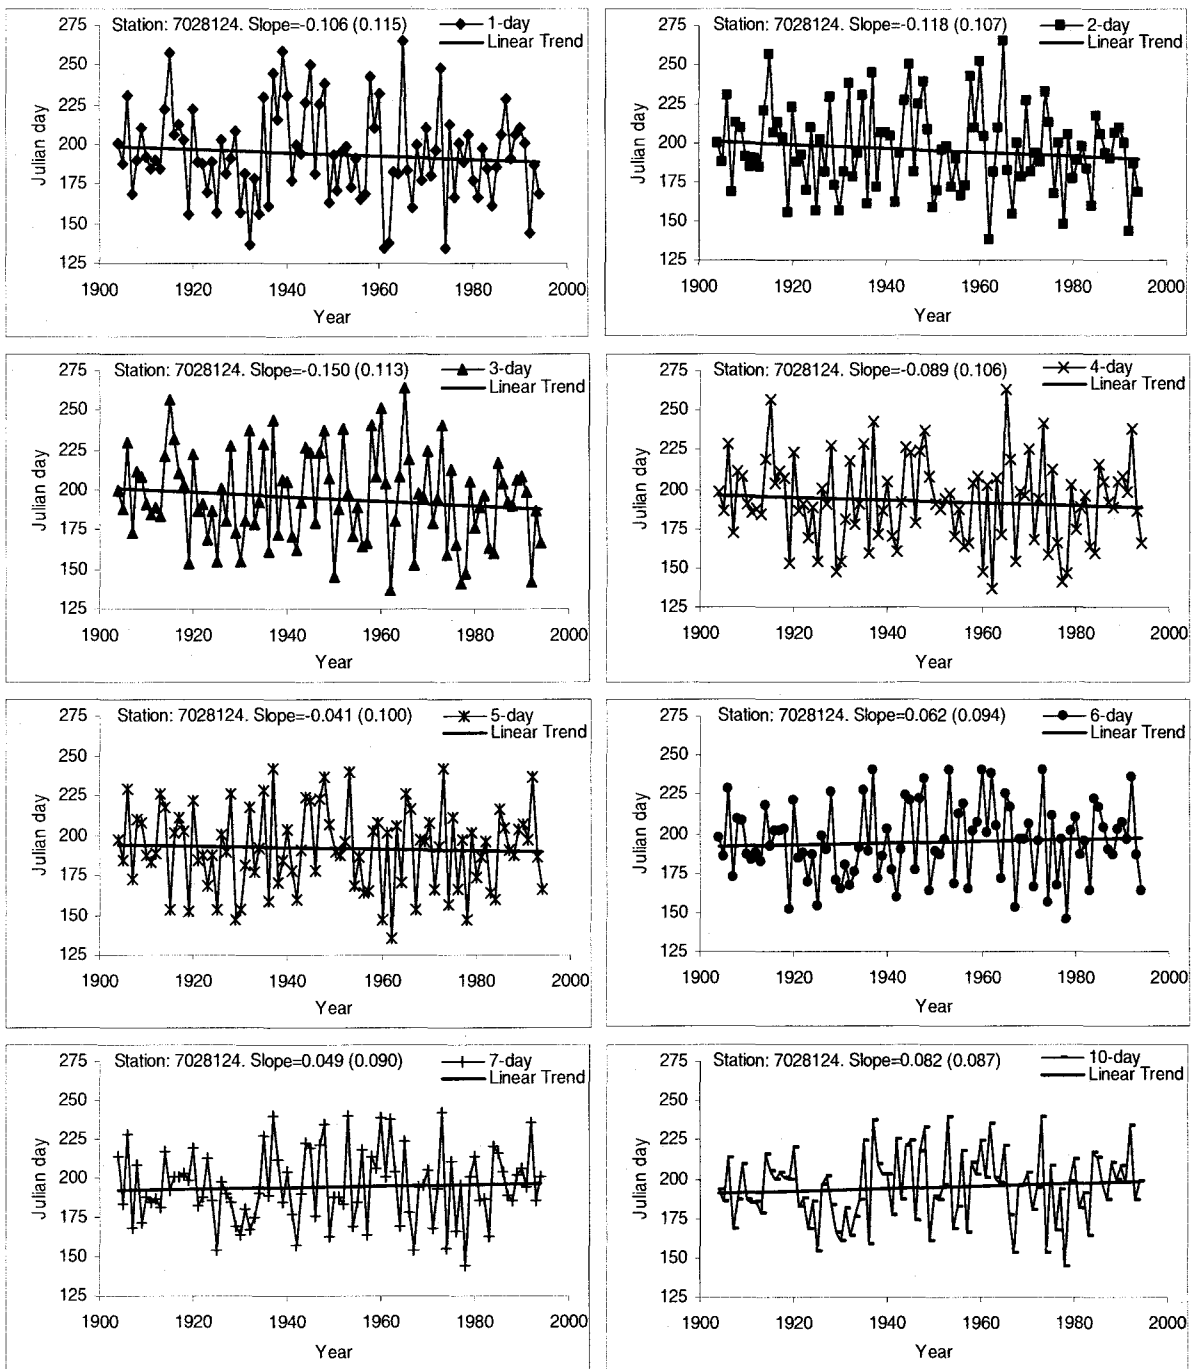 Station: 7028124. Slope=-0.106 (0.115)
1-day
Linear Trend
275
250
225
200
175
150
125
Julian day
1900 1920 1940 1960 1980 2000
Year
Station: 7028124. Slope=-0.118 (0.107)
2-day
Linear Trend
275
250
225
200
175
150
125
Julian day
1900 1920 1940 1960 1980 2000
Year
Station: 7028124. Slope=-0.150 (0.113)
3-day
Linear Trend
275
250
225
200
175
150
125
Julian day
1900 1920 1940 1960 1980 2000
Year
Station: 7028124. Slope=-0.089 (0.106)
4-day
Linear Trend
275
250
225
200
175
150
125
Julian day
1900 1920 1940 1960 1980 2000
Year
Station: 7028124. Slope=-0.041 (0.100)
5-day
Linear Trend
275
250
225
200
175
150
125
Julian day
1900 1920 1940 1960 1980 2000
Year
Station: 7028124. Slope=0.062 (0.094)
6-day
Linear Trend
275
250
225
200
175
150
125
Julian day
1900 1920 1940 1960 1980 2000
Year
Station: 7028124. Slope=0.049 (0.090)
7-day
Linear Trend
275
250
225
200
175
150
125
Julian day
1900 1920 1940 1960 1980 2000
Year
Station: 7028124. Slope=0.082 (0.087)
10-day
Linear Trend
275
250
225
200
175
150
125
Julian day
1900 1920 1940 1960 1980 2000
Year